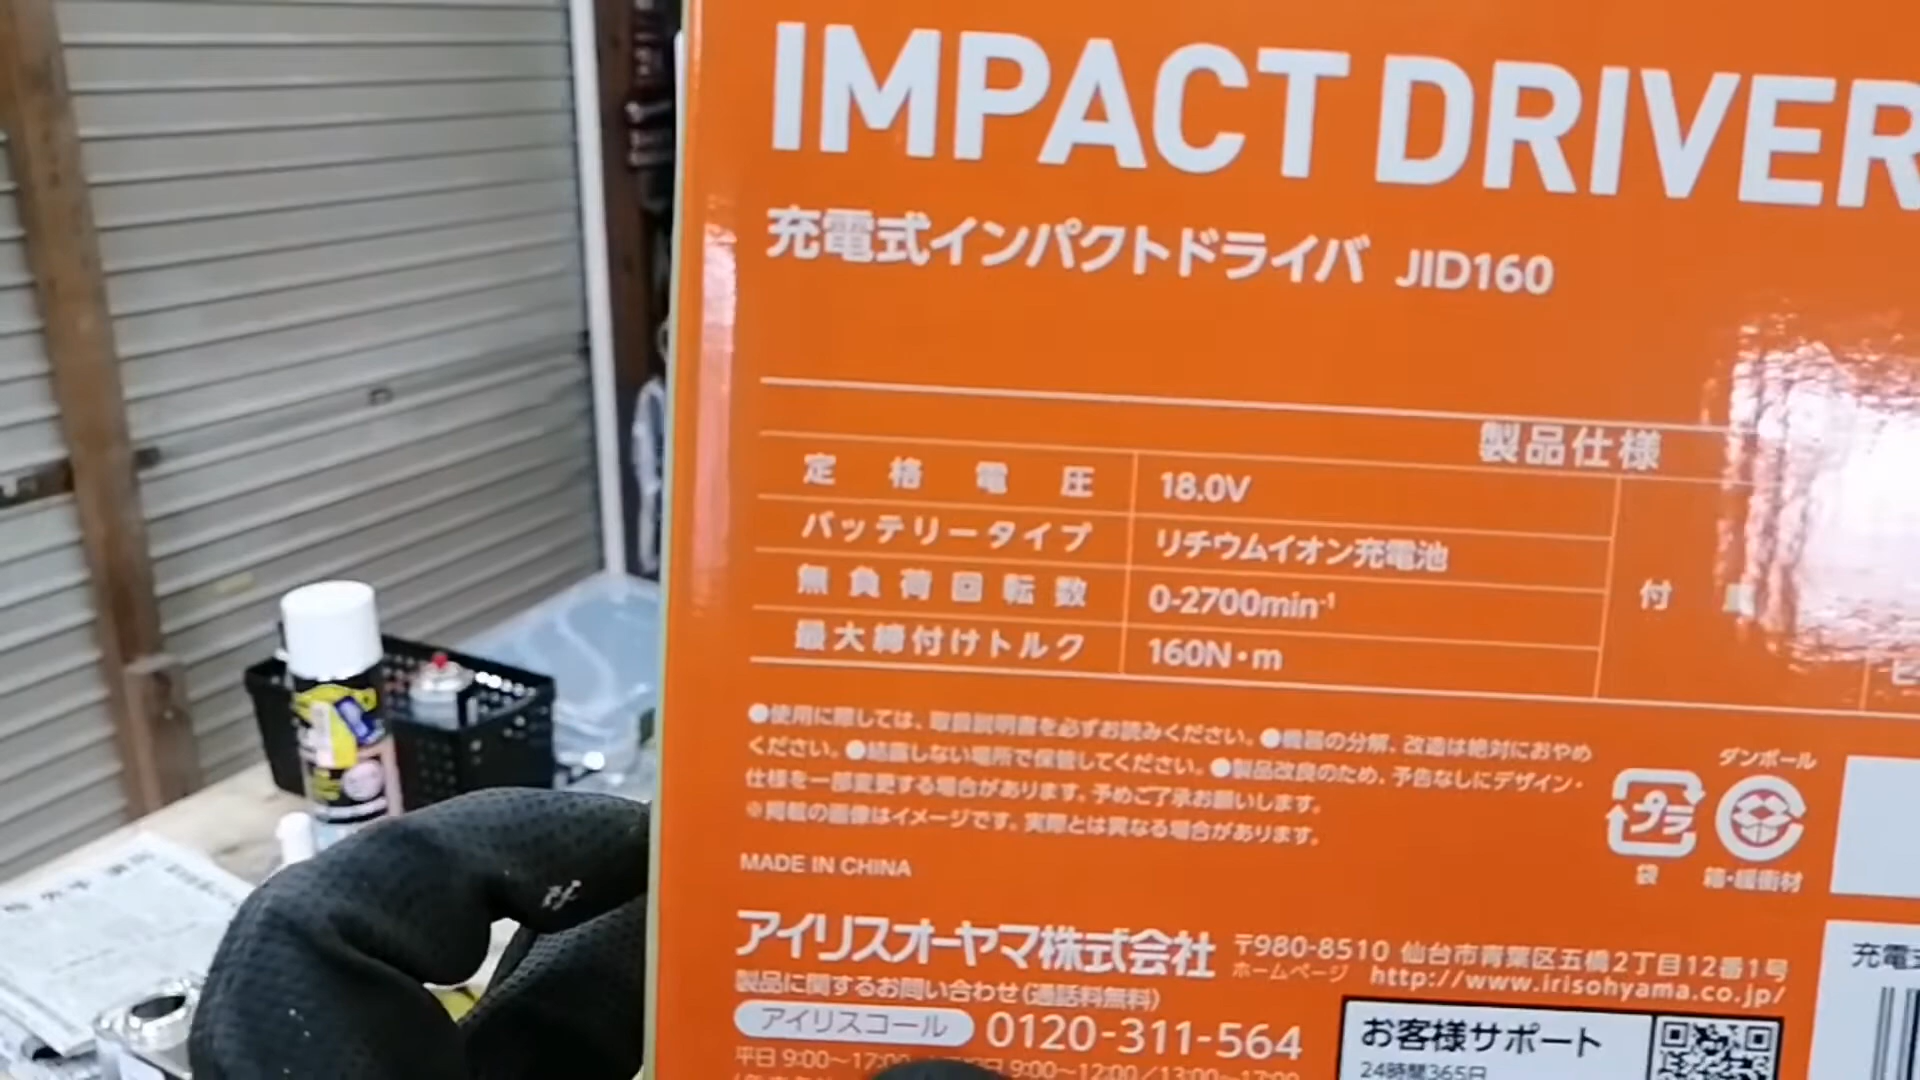 IMPACT DRIVER
充電式インパクトドライバ JID160
製品仕様
定格電圧 18.0V
バッテリータイプ リチウムイオン充電池
無負荷回転数 0-2700min-1
最大締付けトルク 160N・m
付
●使用に際しては、取扱説明書を必ずお読みください。●機器の分解、改造は絶対におやめ
ください。●結露しない場所で保管してください。●製品改良のため、予告なしにデザイン・
仕様を一部変更する場合があります。予めご了承お願いします。
※掲載の画像はイメージです。実際とは異なる場合があります。
ダンボール
プラ
袋
箱・緩衝材
MADE IN CHINA
アイリスオーヤマ株式会社 〒980-8510 仙台市青葉区五橋2丁目12番1号
ホームページ http://www.irisohyama.co.jp/
製品に関するお問い合わせ(通話料無料)
アイリスコール 0120-311-564
平日 9:00〜17:00 9:00〜12:00/13:00〜17:00
お客様サポート
24時間365日
充電式